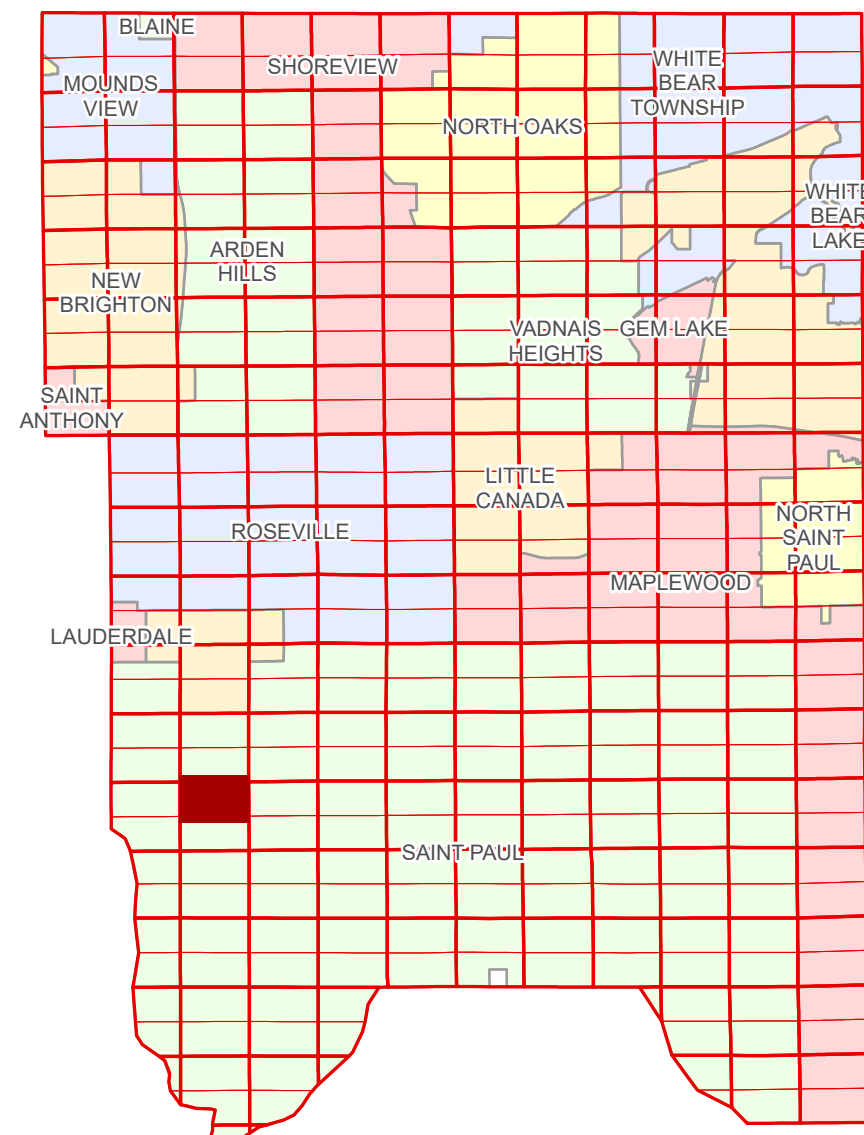 BLAINE
SHOREVIEW
MOUNDS
VIEW
WHITE
BEAR
TOWNSHIP
NORTH OAKS
WHITE
BEAR
LAKE
ARDEN
HILLS
NEW
BRIGHTON
VADNAIS
HEIGHTS
GEM LAKE
SAINT
ANTHONY
LITTLE
CANADA
ROSEVILLE
NORTH
SAINT
PAUL
MAPLEWOOD
LAUDERDALE
SAINT PAUL